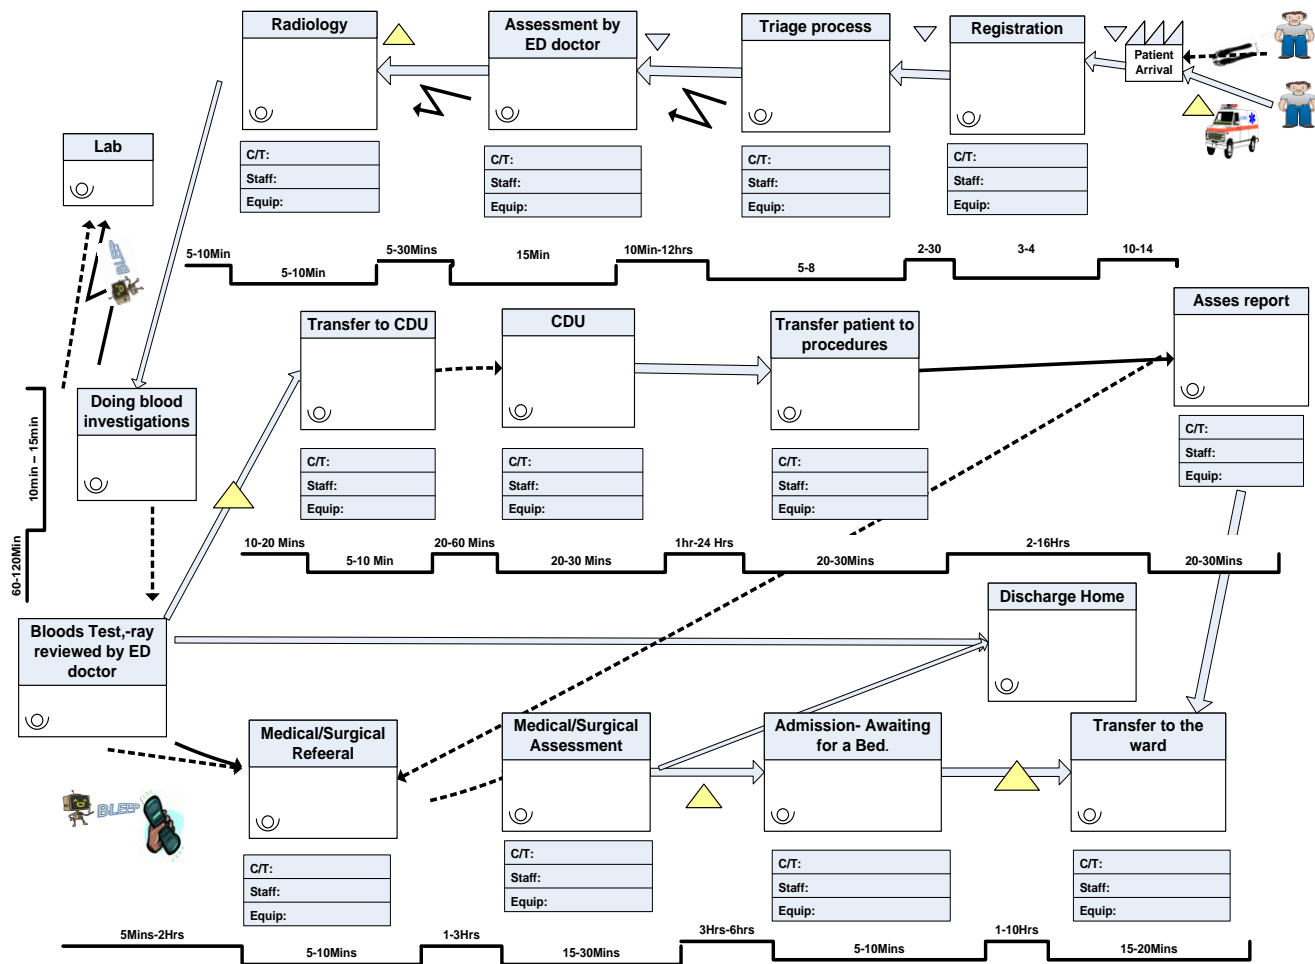 Radiology
Assessment by
ED doctor
Triage process
Registration
Patient
Arrival
C/T:
Staff:
Equip:
C/T:
Staff:
Equip:
C/T:
Staff:
Equip:
C/T:
Staff:
Equip:
Lab
BLEEP
5-10Min
5-10Min
5-30Mins
15Min
10Min-12hrs
5-8
2-30
3-4
10-14
Asses report
Transfer to CDU
CDU
Transfer patient to
procedures
Doing blood
investigations
C/T:
Staff:
Equip:
C/T:
Staff:
Equip:
C/T:
Staff:
Equip:
C/T:
Staff:
Equip:
10min – 15min
60-120Min
10-20 Mins
5-10 Min
20-60 Mins
20-30 Mins
1hr-24 Hrs
20-30Mins
2-16Hrs
20-30Mins
Bloods Test,-ray
reviewed by ED
doctor
Discharge Home
Medical/Surgical
Refeeral
Medical/Surgical
Assessment
Admission- Awaiting
for a Bed.
Transfer to the
ward
BLEEP
C/T:
Staff:
Equip:
C/T:
Staff:
Equip:
C/T:
Staff:
Equip:
C/T:
Staff:
Equip:
5Mins-2Hrs
5-10Mins
1-3Hrs
15-30Mins
3Hrs-6hrs
5-10Mins
1-10Hrs
15-20Mins